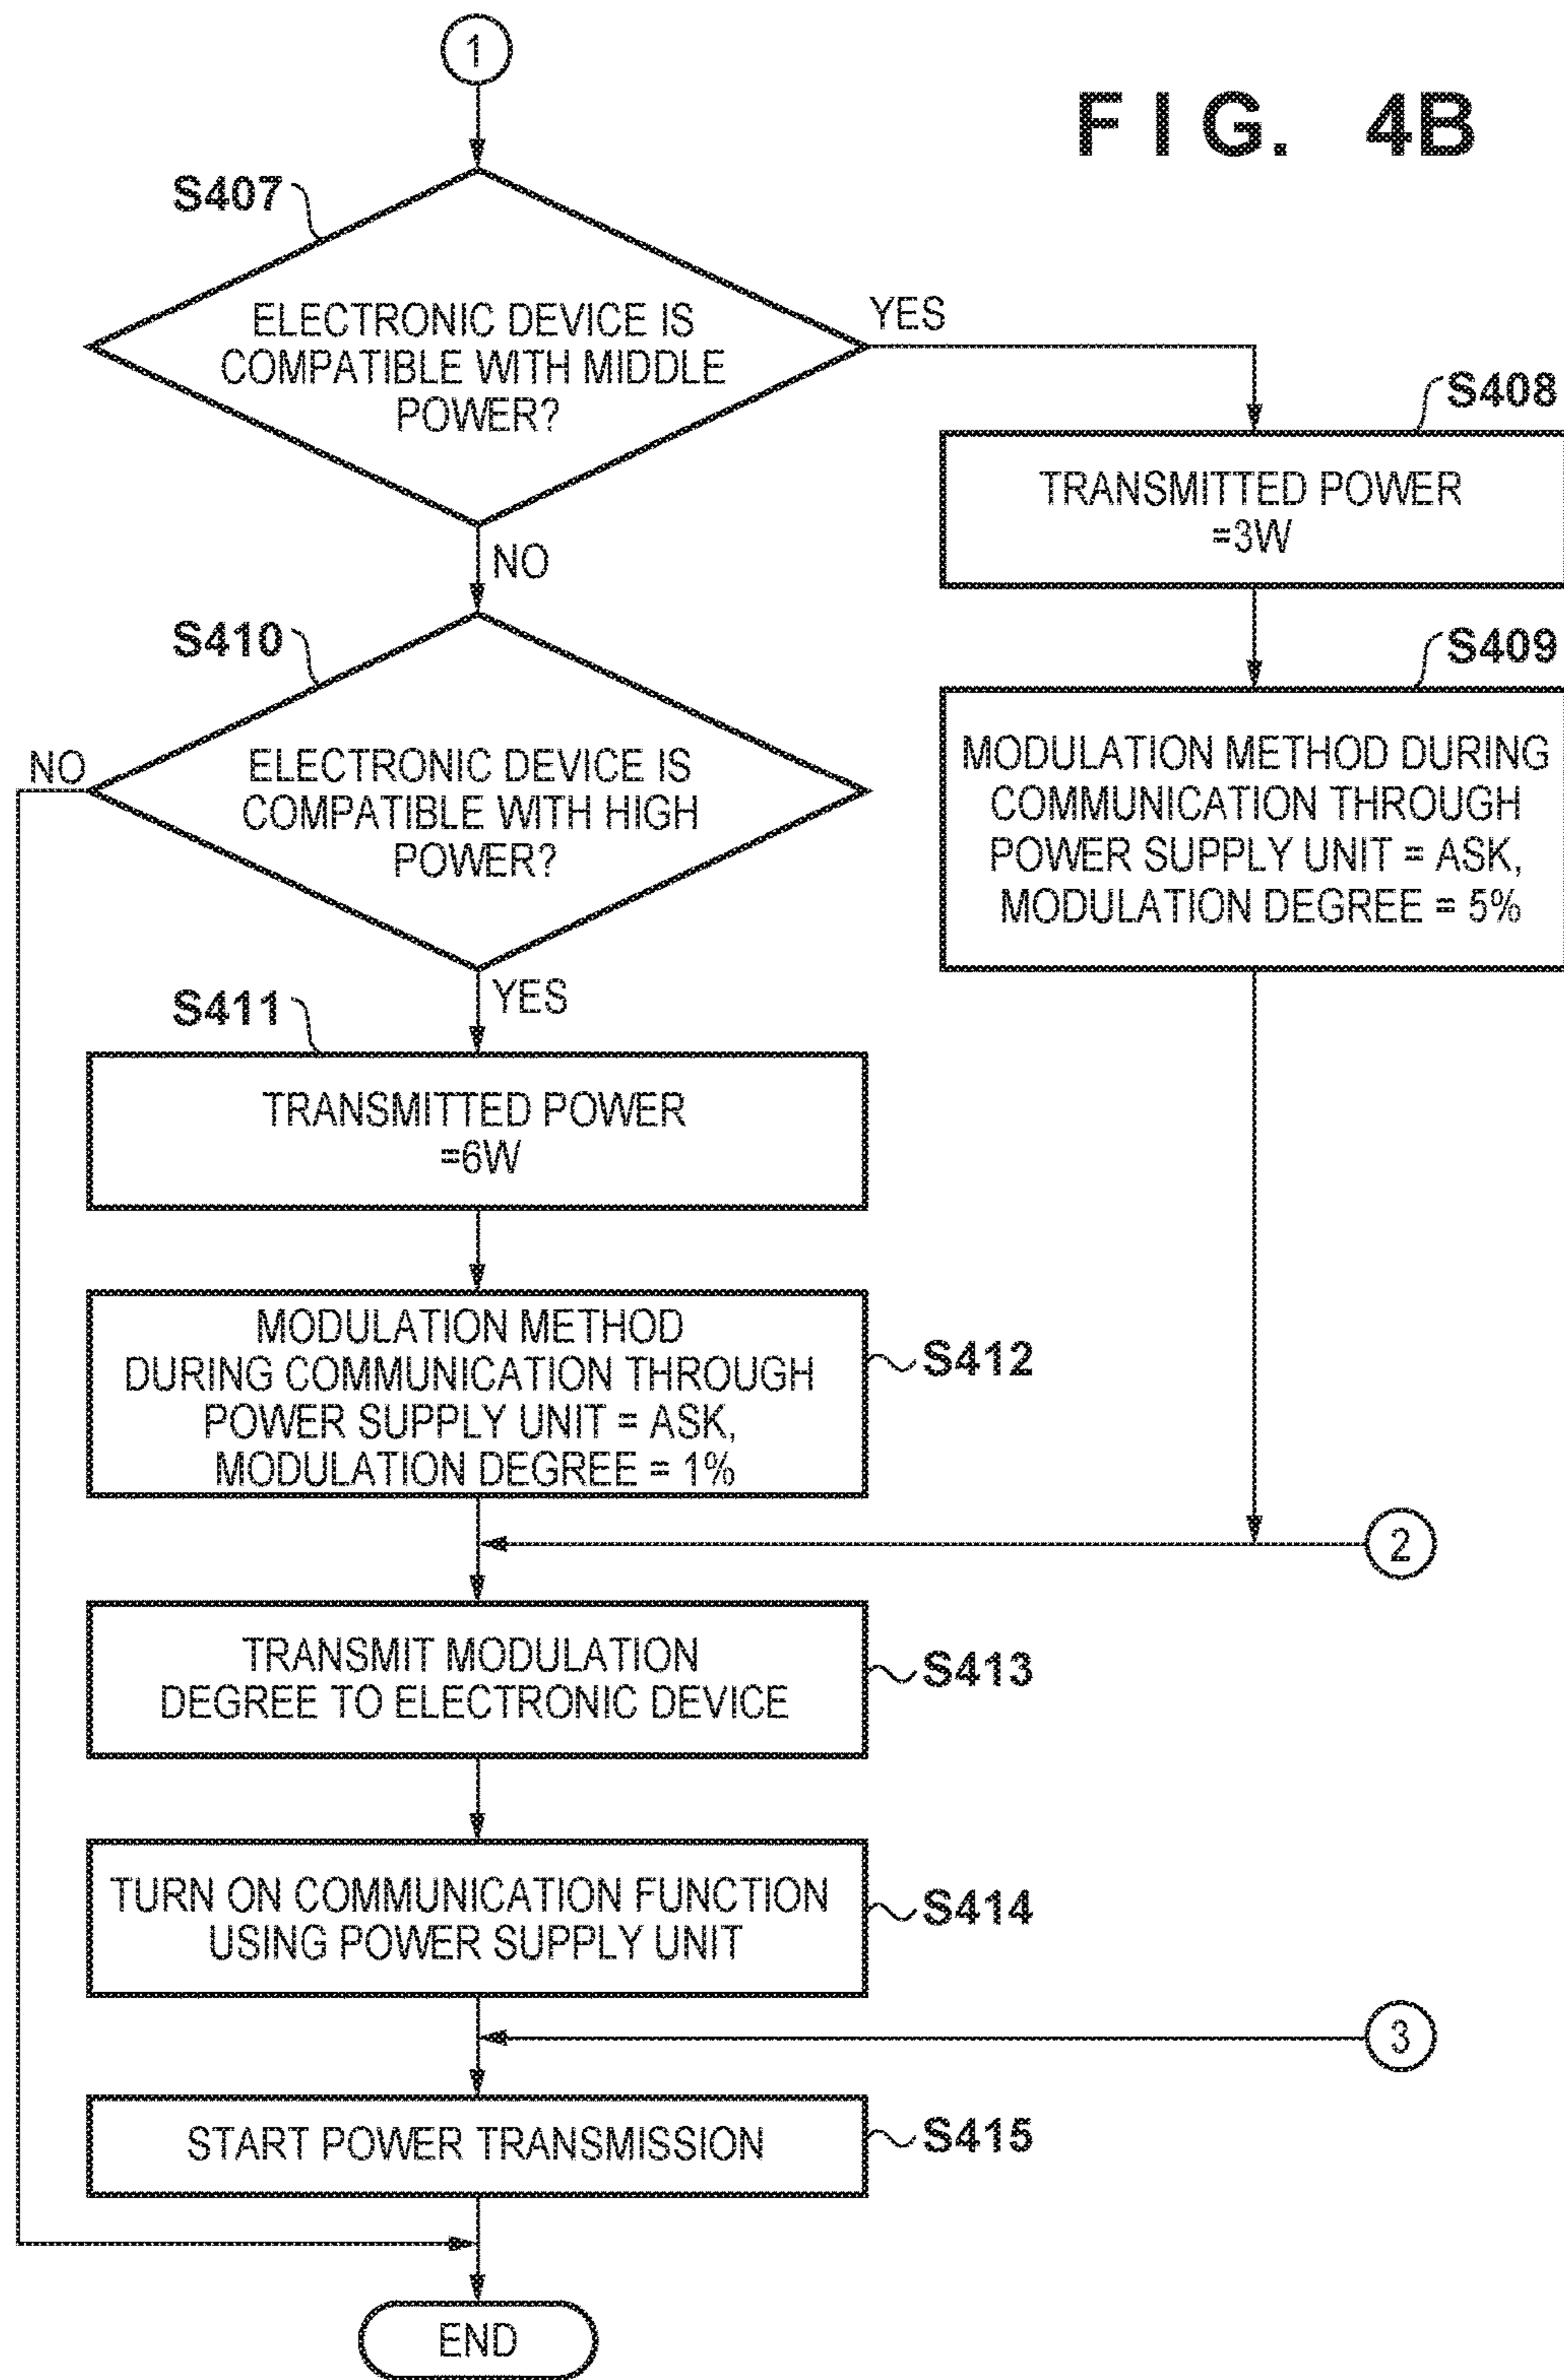 1
FIG. 4B
S407
ELECTRONIC DEVICE IS
COMPATIBLE WITH MIDDLE
POWER?
YES
S408
TRANSMITTED POWER
=3W
NO
S409
MODULATION METHOD DURING
COMMUNICATION THROUGH
POWER SUPPLY UNIT = ASK,
MODULATION DEGREE = 5%
S410
NO
ELECTRONIC DEVICE IS
COMPATIBLE WITH HIGH
POWER?
YES
S411
TRANSMITTED POWER
=6W
MODULATION METHOD
DURING COMMUNICATION THROUGH
POWER SUPPLY UNIT = ASK,
MODULATION DEGREE = 1%
S412
2
TRANSMIT MODULATION
DEGREE TO ELECTRONIC DEVICE
S413
TURN ON COMMUNICATION FUNCTION
USING POWER SUPPLY UNIT
S414
3
START POWER TRANSMISSION
S415
END